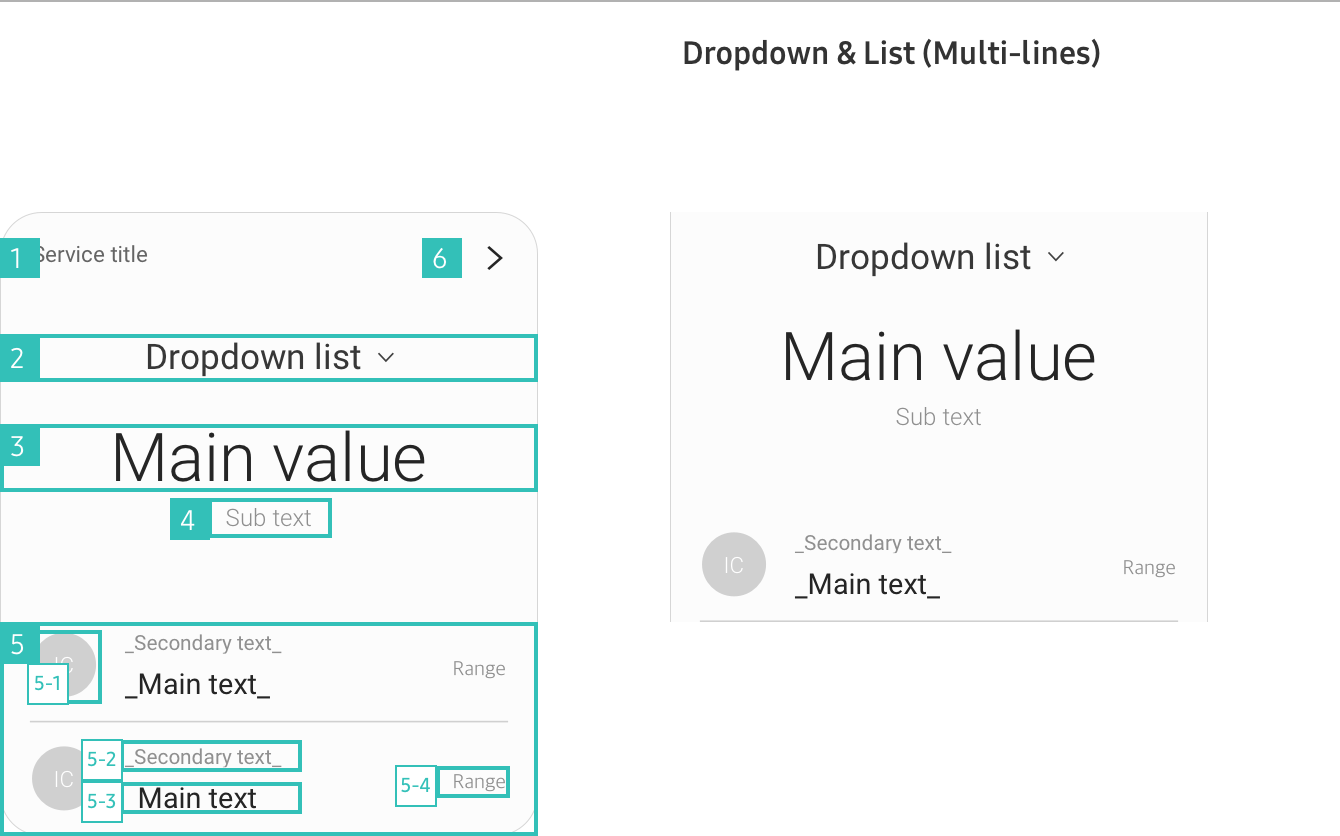 Dropdown & List (Multi-lines)
1 Service title 6
2 Dropdown list
3 Main value
4 Sub text
5 IC _Secondary text_
5-1 _Main text_ Range
IC 5-2 _Secondary text_
5-3 Main text 5-4 Range
Dropdown list
Main value
Sub text
IC _Secondary text_
_Main text_ Range